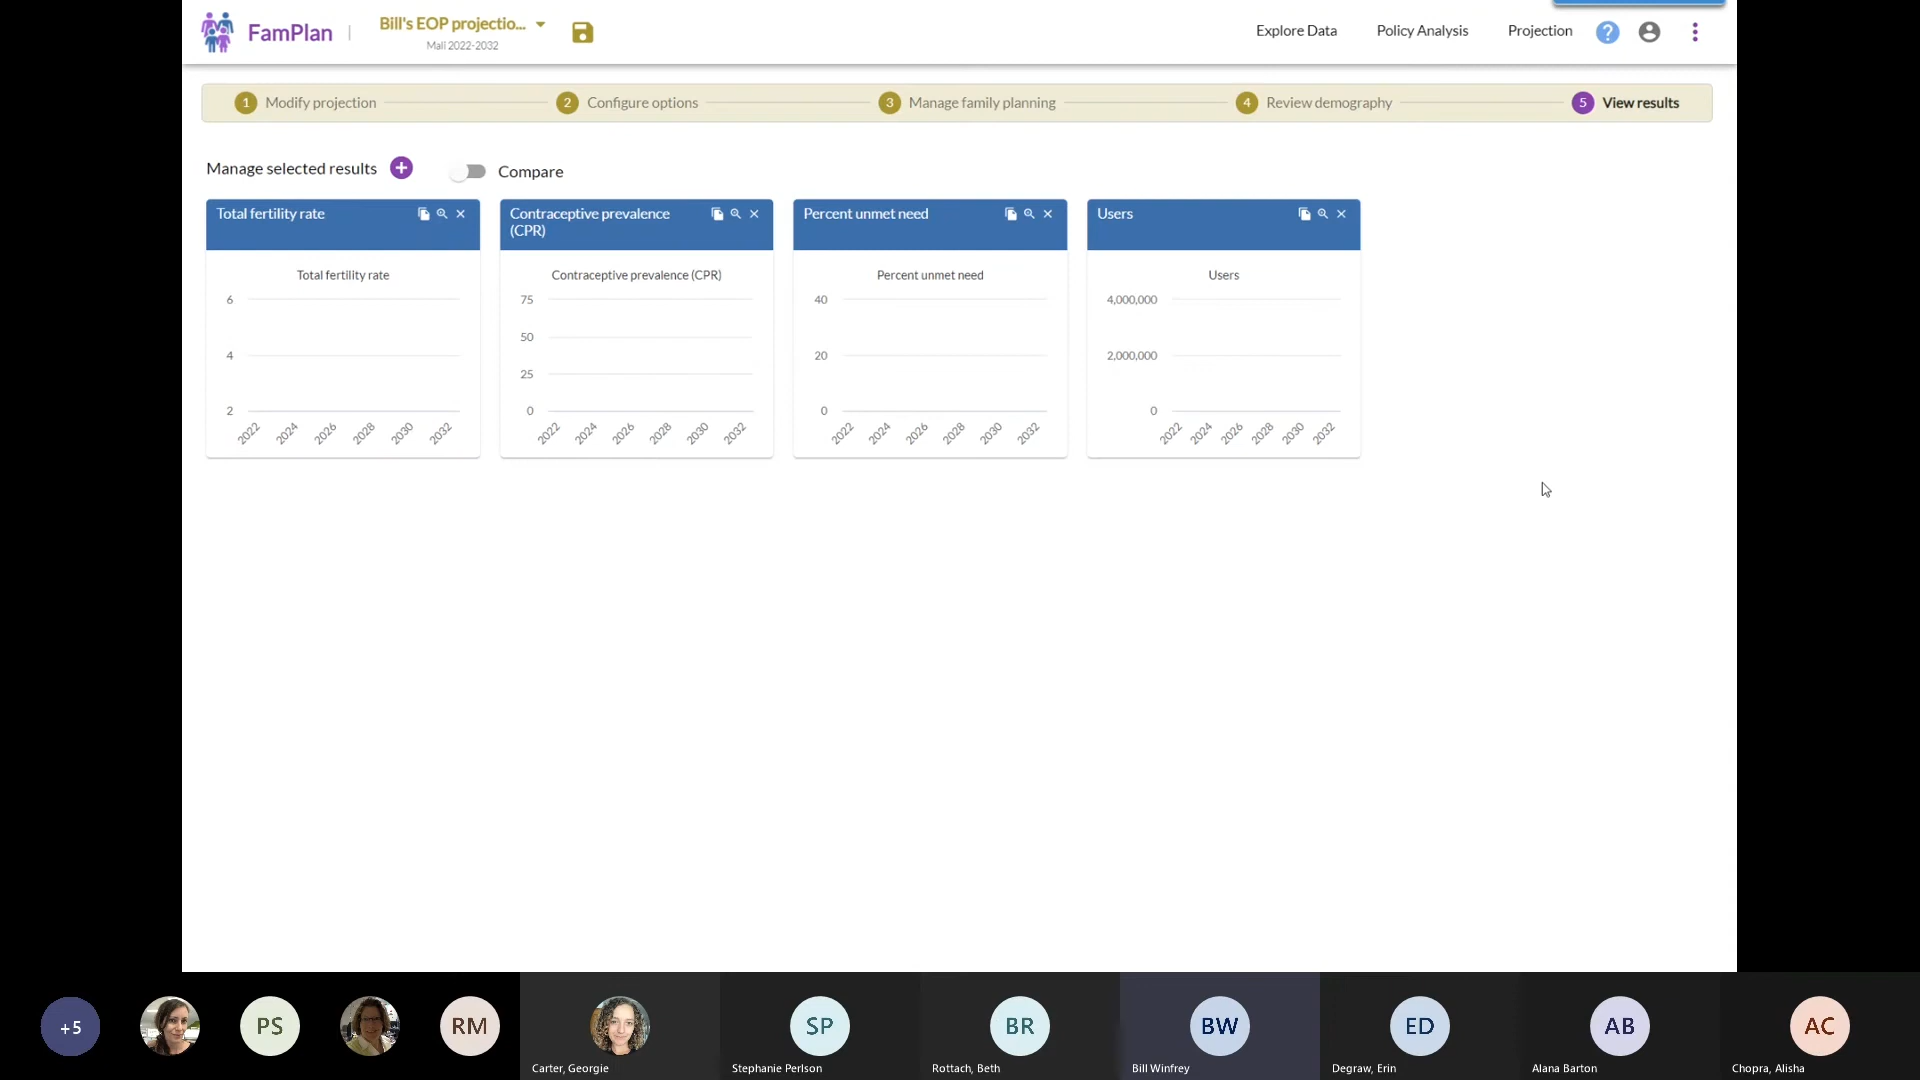 FamPlan | Bill's EOP projectio...
Mali 2022-2032
Explore Data Policy Analysis Projection ?
1 Modify projection 2 Configure options 3 Manage family planning 4 Review demography 5 View results
Manage selected results + Compare
Total fertility rate
Total fertility rate
6
4
2
2022 2024 2026 2028 2030 2032
Contraceptive prevalence
(CPR)
Contraceptive prevalence (CPR)
75
50
25
0
2022 2024 2026 2028 2030 2032
Percent unmet need
Percent unmet need
40
20
0
2022 2024 2026 2028 2030 2032
Users
Users
4,000,000
2,000,000
0
2022 2024 2026 2028 2030 2032
+5 PS RM SP BR BW ED AB AC
Carter, Georgie Stephanie Perlson Rottach, Beth Bill Winfrey Degraw, Erin Alana Barton Chopra, Alisha